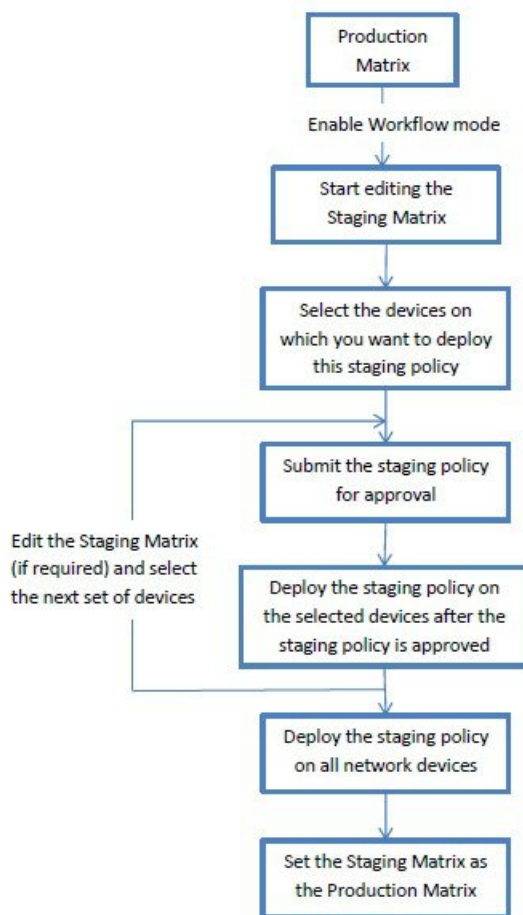 Production
Matrix
Enable Workflow mode
Start editing the
Staging Matrix
Select the devices on
which you want to deploy
this staging policy
Submit the staging policy
for approval
Edit the Staging Matrix
(if required) and select
the next set of devices
Deploy the staging policy on
the selected devices after the
staging policy is approved
Deploy the staging policy
on all network devices
Set the Staging Matrix as
the Production Matrix